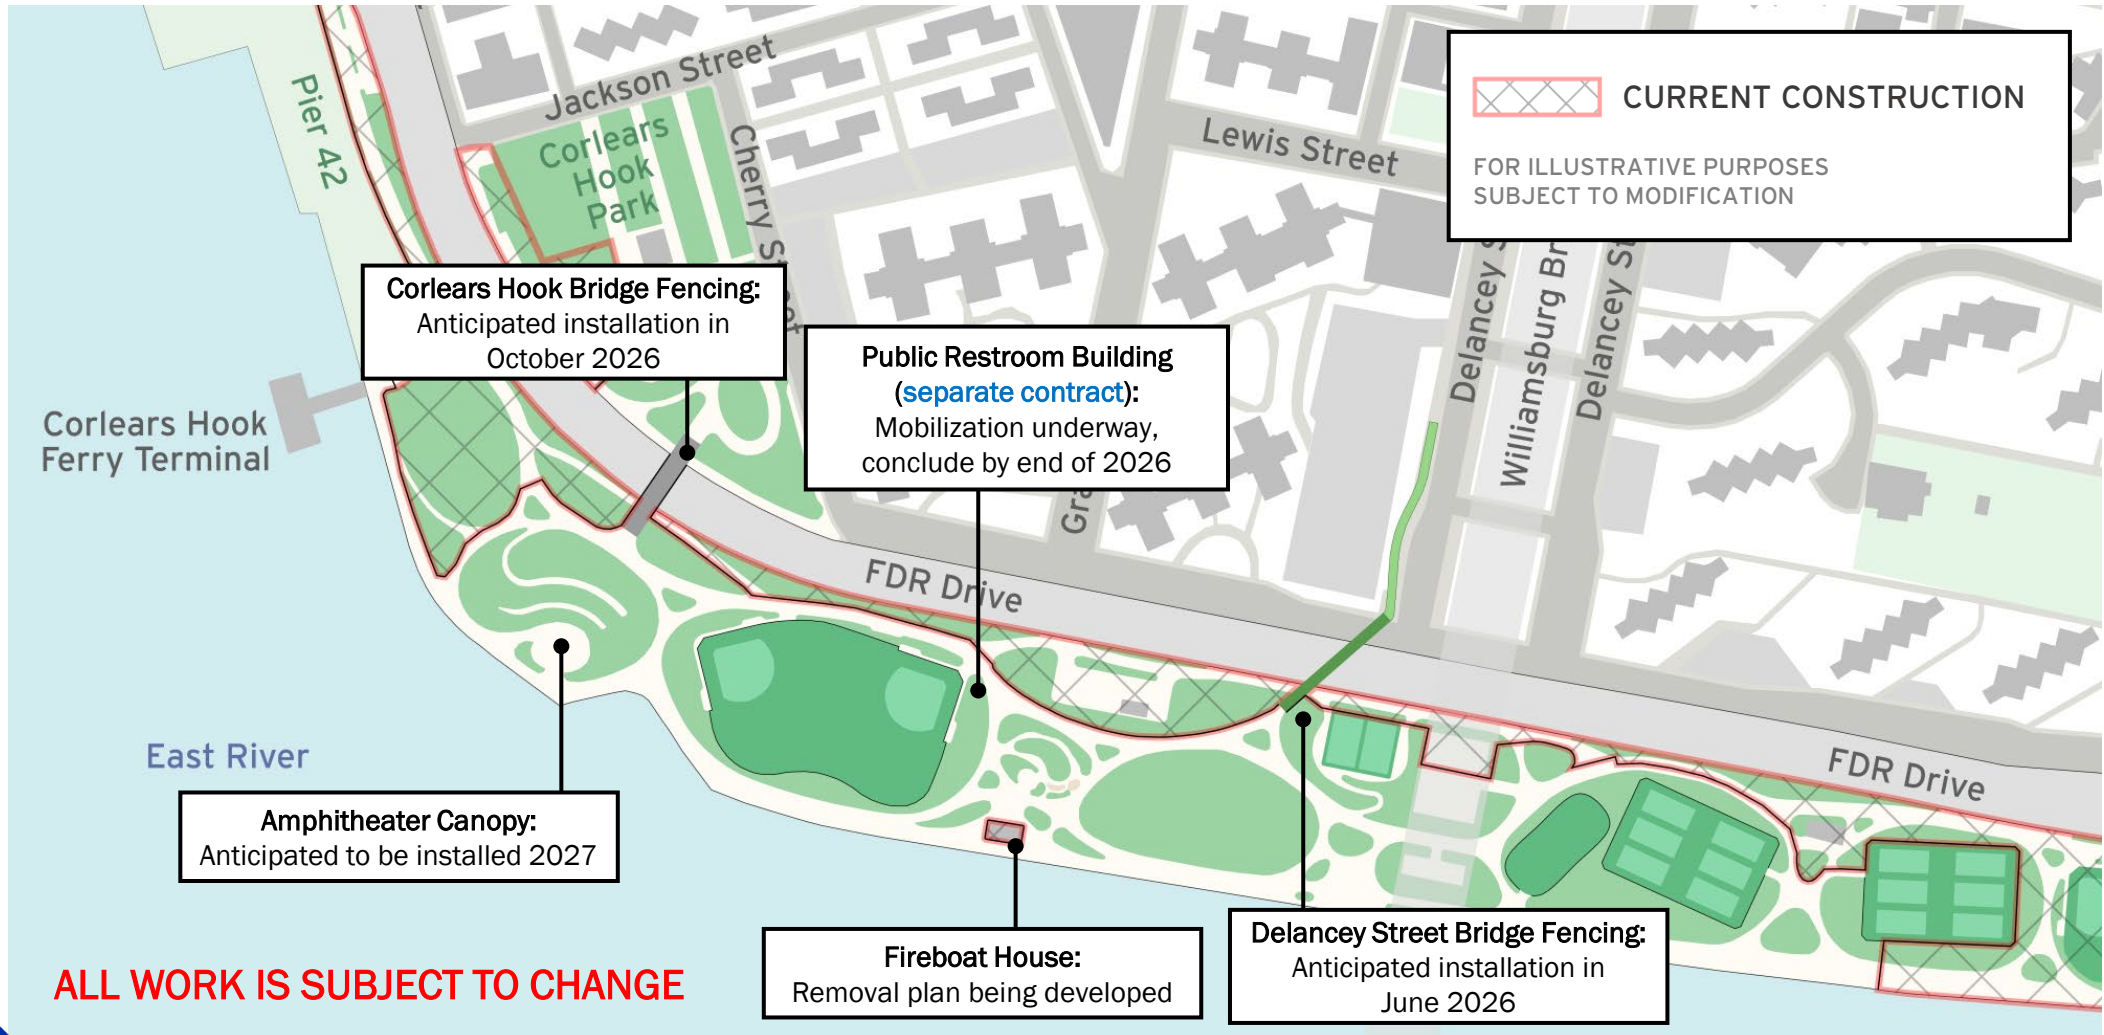 Pier 42
Jackson Street
Corlears
Hook
Park
Cherry St
et
Lewis Street
CURRENT CONSTRUCTION
FOR ILLUSTRATIVE PURPOSES
SUBJECT TO MODIFICATION
Delancey S
Williamsburg Br
Delancey St
Corlears Hook Bridge Fencing:
Anticipated installation in
October 2026
Public Restroom Building
(separate contract):
Mobilization underway,
conclude by end of 2026
Gra
Corlears Hook
Ferry Terminal
FDR Drive
East River
FDR Drive
Amphitheater Canopy:
Anticipated to be installed 2027
Fireboat House:
Removal plan being developed
Delancey Street Bridge Fencing:
Anticipated installation in
June 2026
ALL WORK IS SUBJECT TO CHANGE